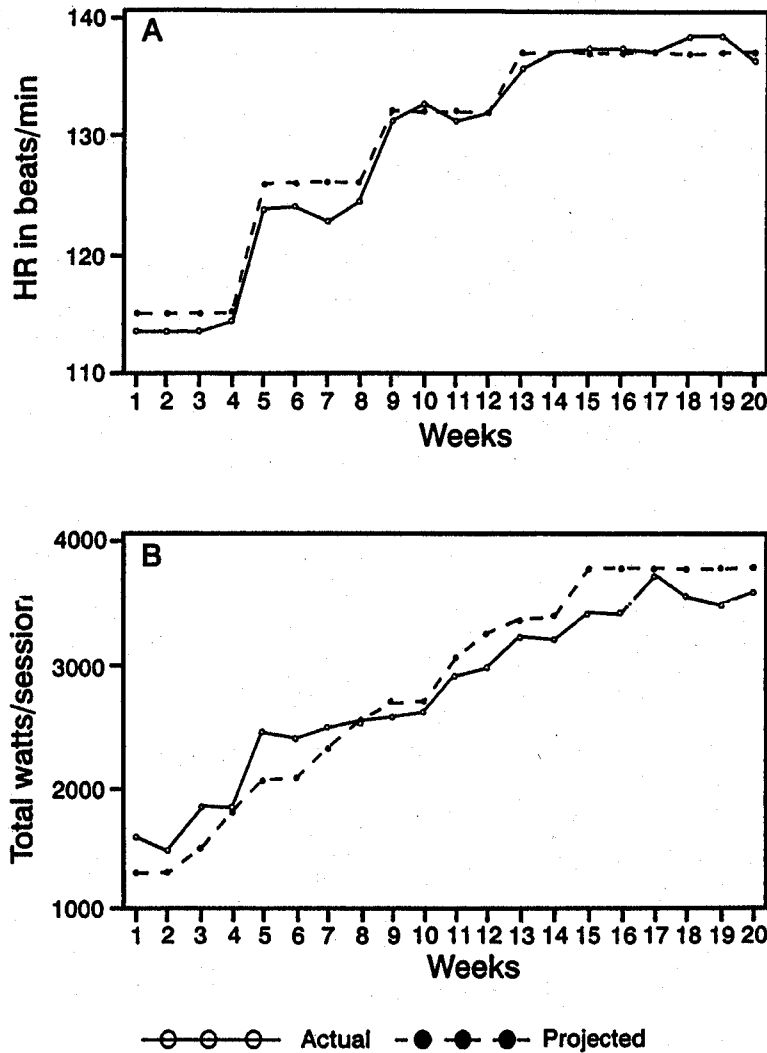 A
HR in beats/min
140
130
120
110
1 2 3 4 5 6 7 8 9 10 11 12 13 14 15 16 17 18 19 20
Weeks
B
Total watts/session
4000
3000
2000
1000
1 2 3 4 5 6 7 8 9 10 11 12 13 14 15 16 17 18 19 20
Weeks
Actual Projected